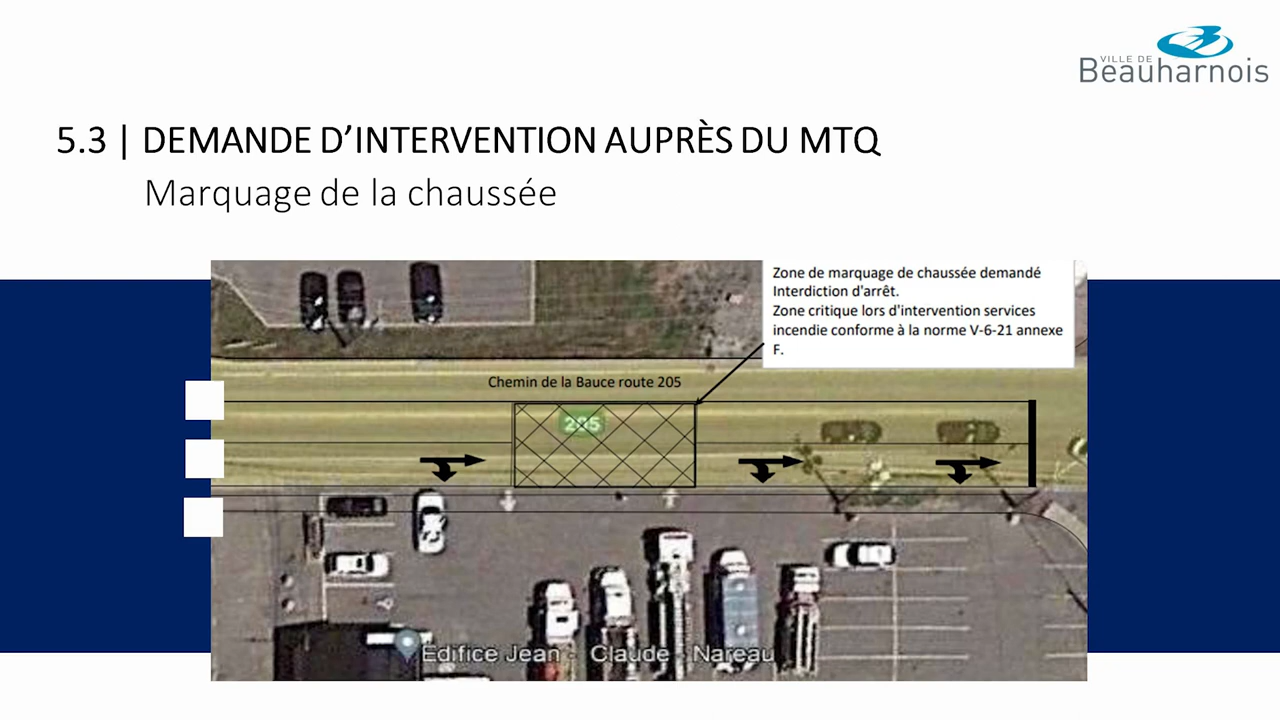 VILLE DE
Beauharnois
5.3 | DEMANDE D’INTERVENTION AUPRÈS DU MTQ
Marquage de la chaussée
Zone de marquage de chaussée demandé
Interdiction d'arrêt.
Zone critique lors d'intervention services
incendie conforme à la norme V-6-21 annexe
F.
Chemin de la Bauce route 205
205
Edifice Jean - Claude - Nareau